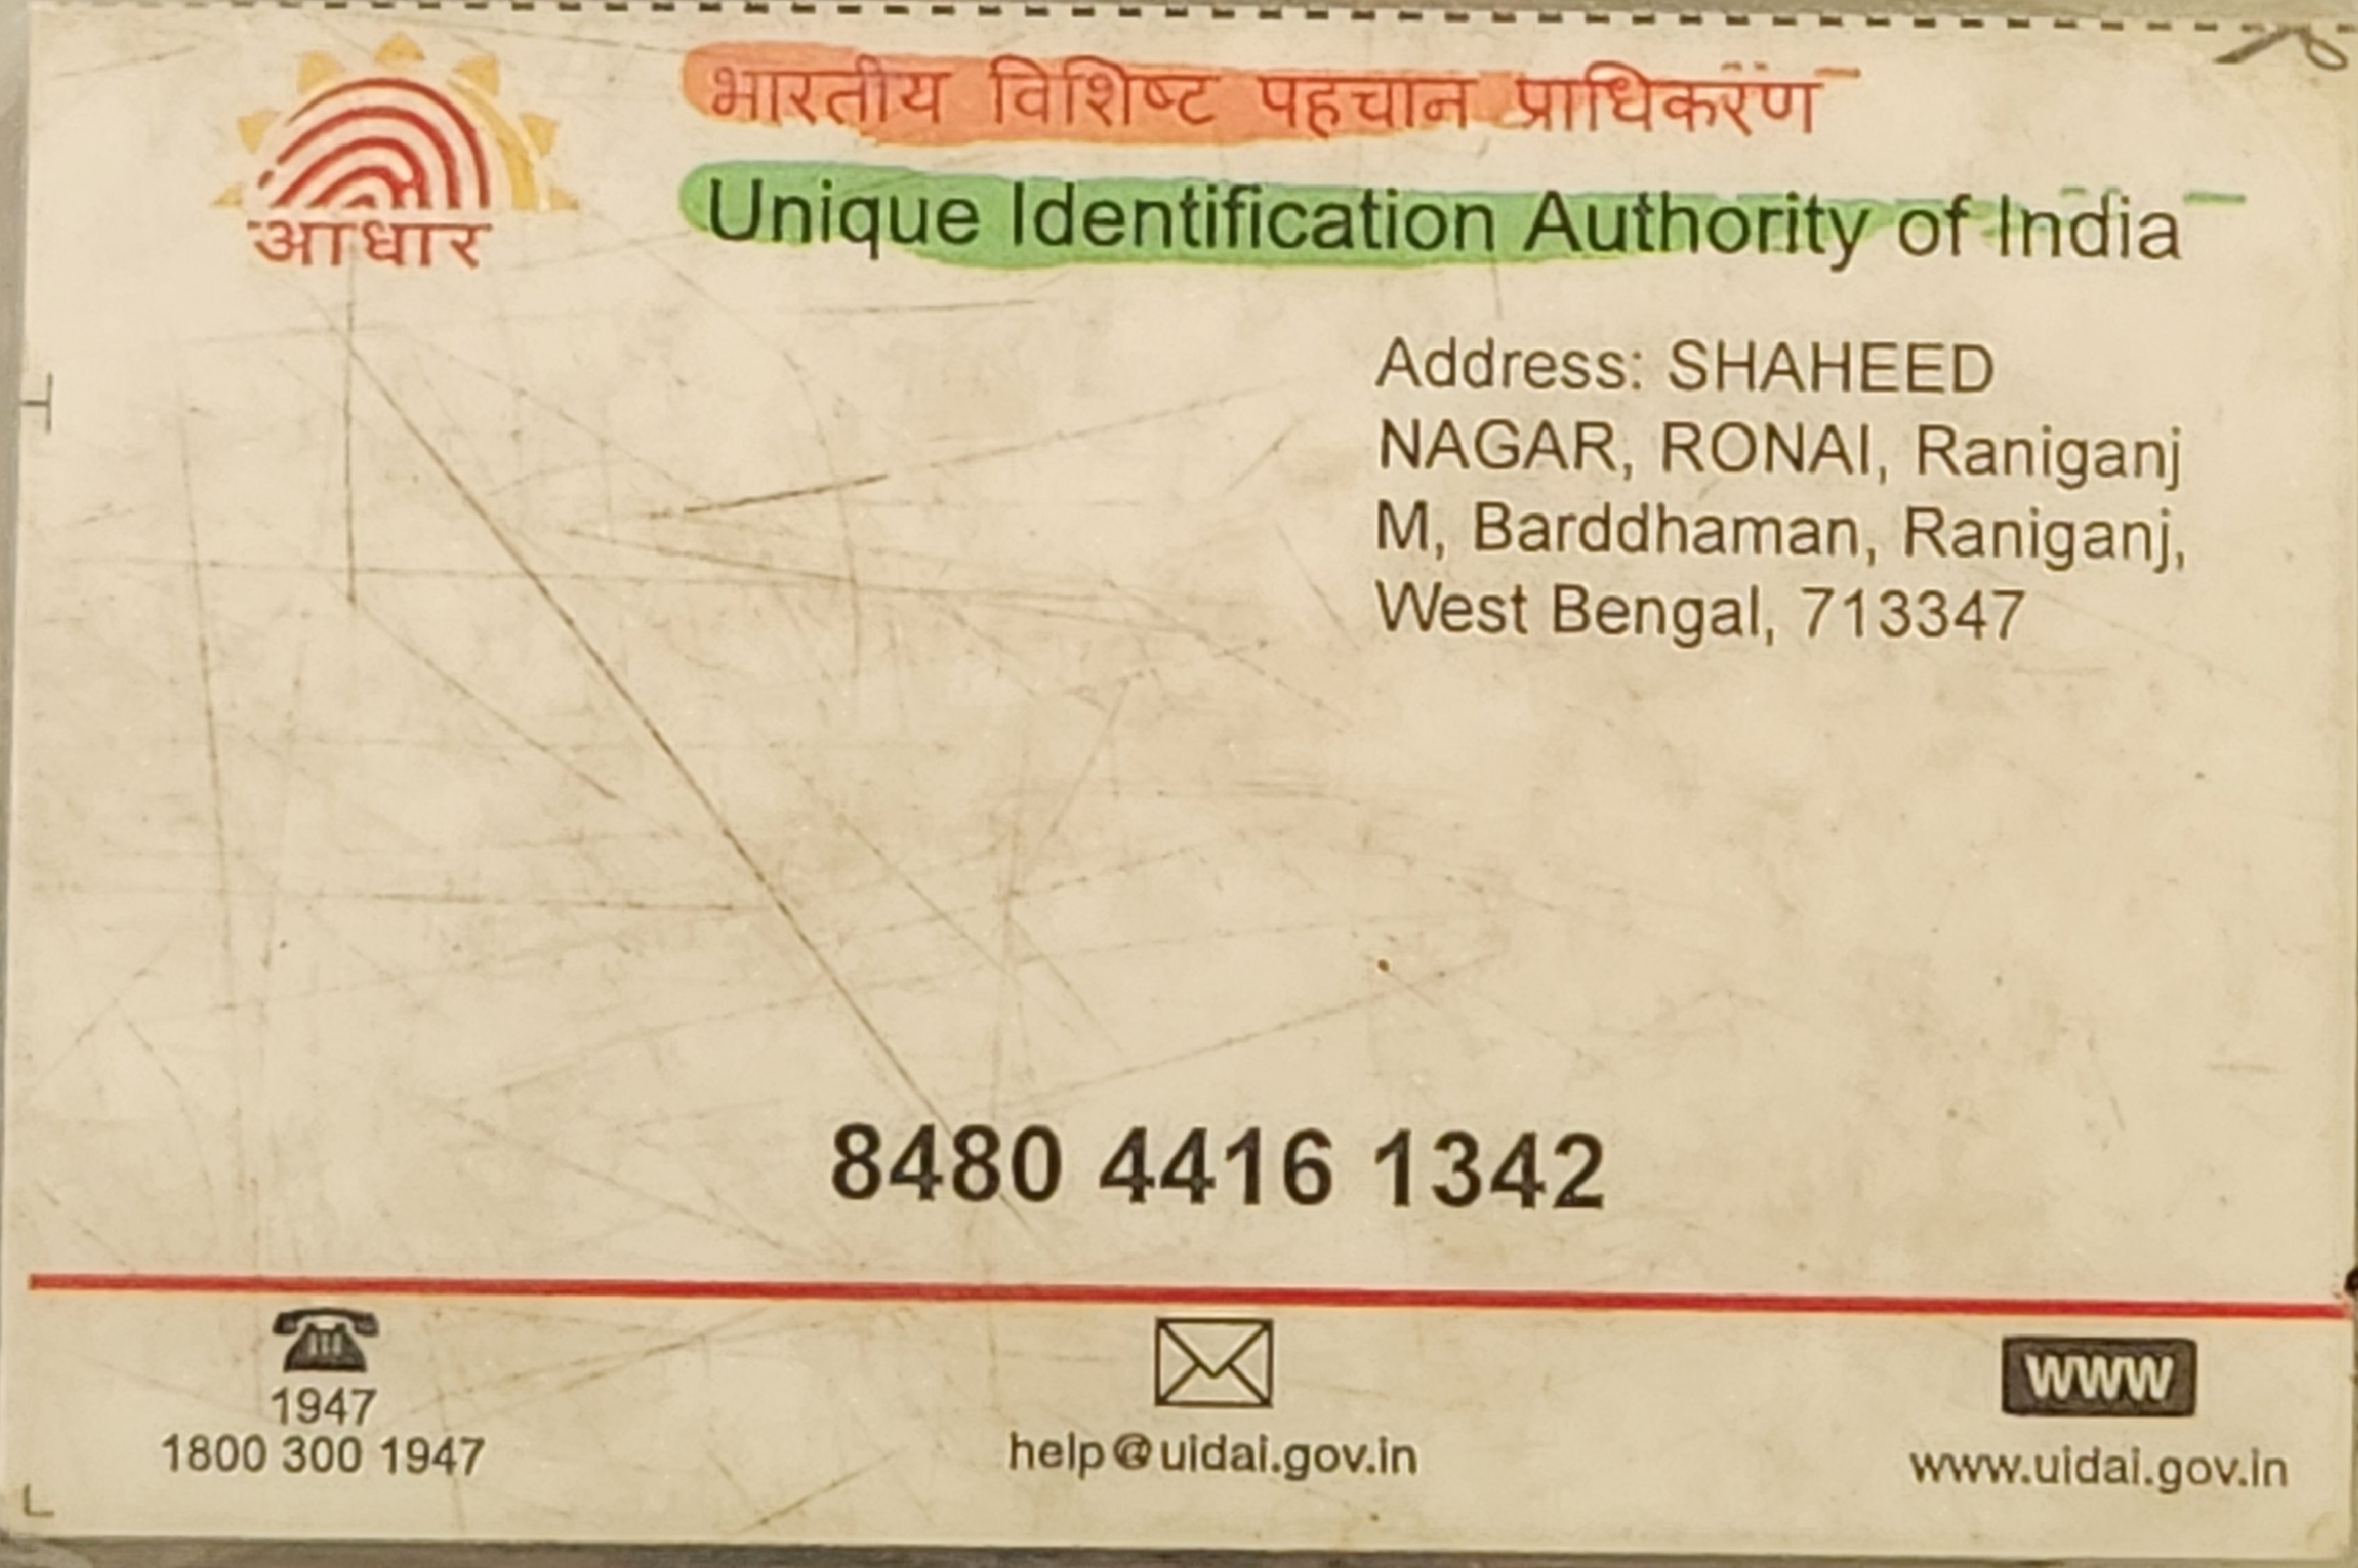 भारतीय विशिष्ट पहचान प्राधिकरण
आधार
Unique Identification Authority of India
Address: SHAHEED
NAGAR, RONAI, Raniganj
M, Barddhaman, Raniganj,
West Bengal, 713347
8480 4416 1342
1947
1800 300 1947
help@uidai.gov.in
WWW
www.uidai.gov.in